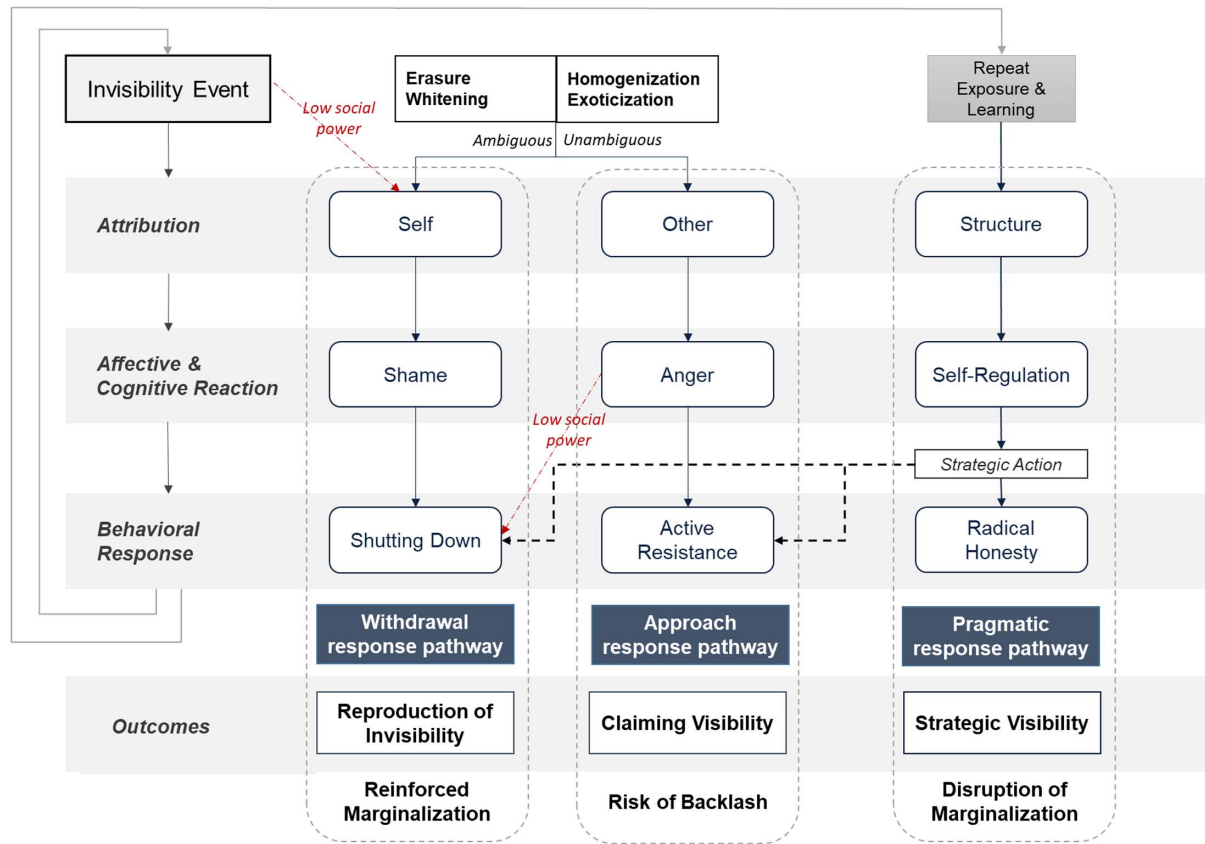 Invisibility Event
Low social
power
Erasure
Whitening
Homogenization
Exoticization
Ambiguous
Unambiguous
Repeat
Exposure &
Learning
Attribution
Self
Other
Structure
Affective &
Cognitive Reaction
Shame
Anger
Self-Regulation
Low social
power
Strategic Action
Behavioral
Response
Shutting Down
Active
Resistance
Radical
Honesty
Withdrawal
response pathway
Approach
response pathway
Pragmatic
response pathway
Outcomes
Reproduction of
Invisibility
Claiming Visibility
Strategic Visibility
Reinforced
Marginalization
Risk of Backlash
Disruption of
Marginalization